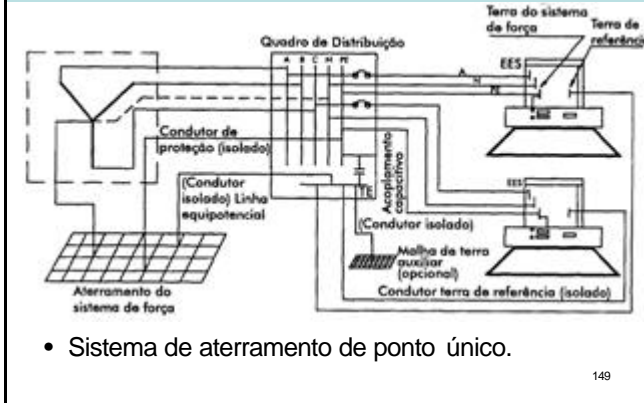 Terra do sistema
de força
Terra de
referência
Quadro de Distribuição
A B C N PE
EES
A
N
PE
Condutor de
proteção (isolado)
(Condutor
isolado) Linha
equipotencial
Acoplamento
capacitivo
TE
EES
(Condutor isolado)
Malha de terra
auxiliar
(opcional)
Aterramento do
sistema de força
Condutor terra de referência (isolado)
• Sistema de aterramento de ponto único.
149